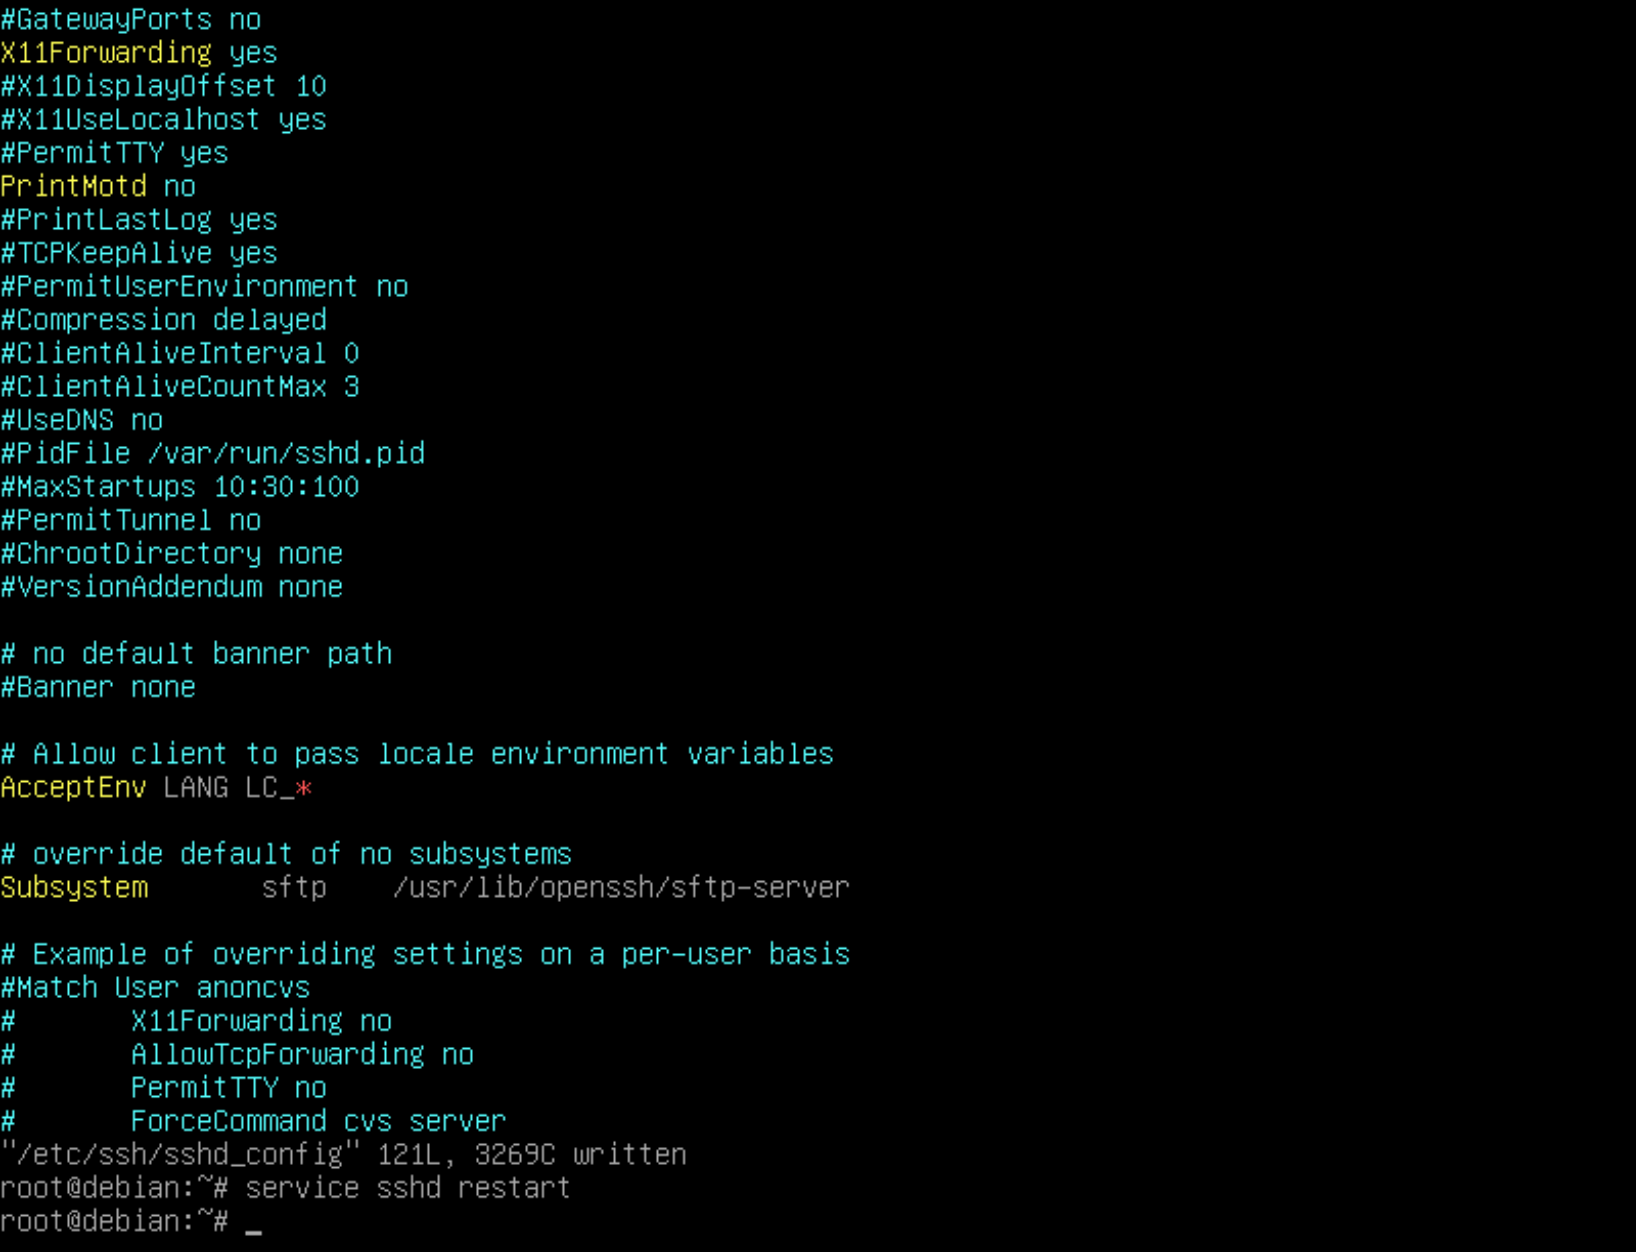 #GatewayPorts no
X11Forwarding yes
#X11DisplayOffset 10
#X11UseLocalhost yes
#PermitTTY yes
PrintMotd no
#PrintLastLog yes
#TCPKeepAlive yes
#PermitUserEnvironment no
#Compression delayed
#ClientAliveInterval 0
#ClientAliveCountMax 3
#UseDNS no
#PidFile /var/run/sshd.pid
#MaxStartups 10:30:100
#PermitTunnel no
#ChrootDirectory none
#VersionAddendum none
# no default banner path
#Banner none
# Allow client to pass locale environment variables
AcceptEnv LANG LC_*
# override default of no subsystems
Subsystem       sftp    /usr/lib/openssh/sftp-server
# Example of overriding settings on a per-user basis
#Match User anoncvs
#       X11Forwarding no
#       AllowTcpForwarding no
#       PermitTTY no
#       ForceCommand cvs server
"/etc/ssh/sshd_config" 121L, 3269C written
root@debian:~# service sshd restart
root@debian:~# _